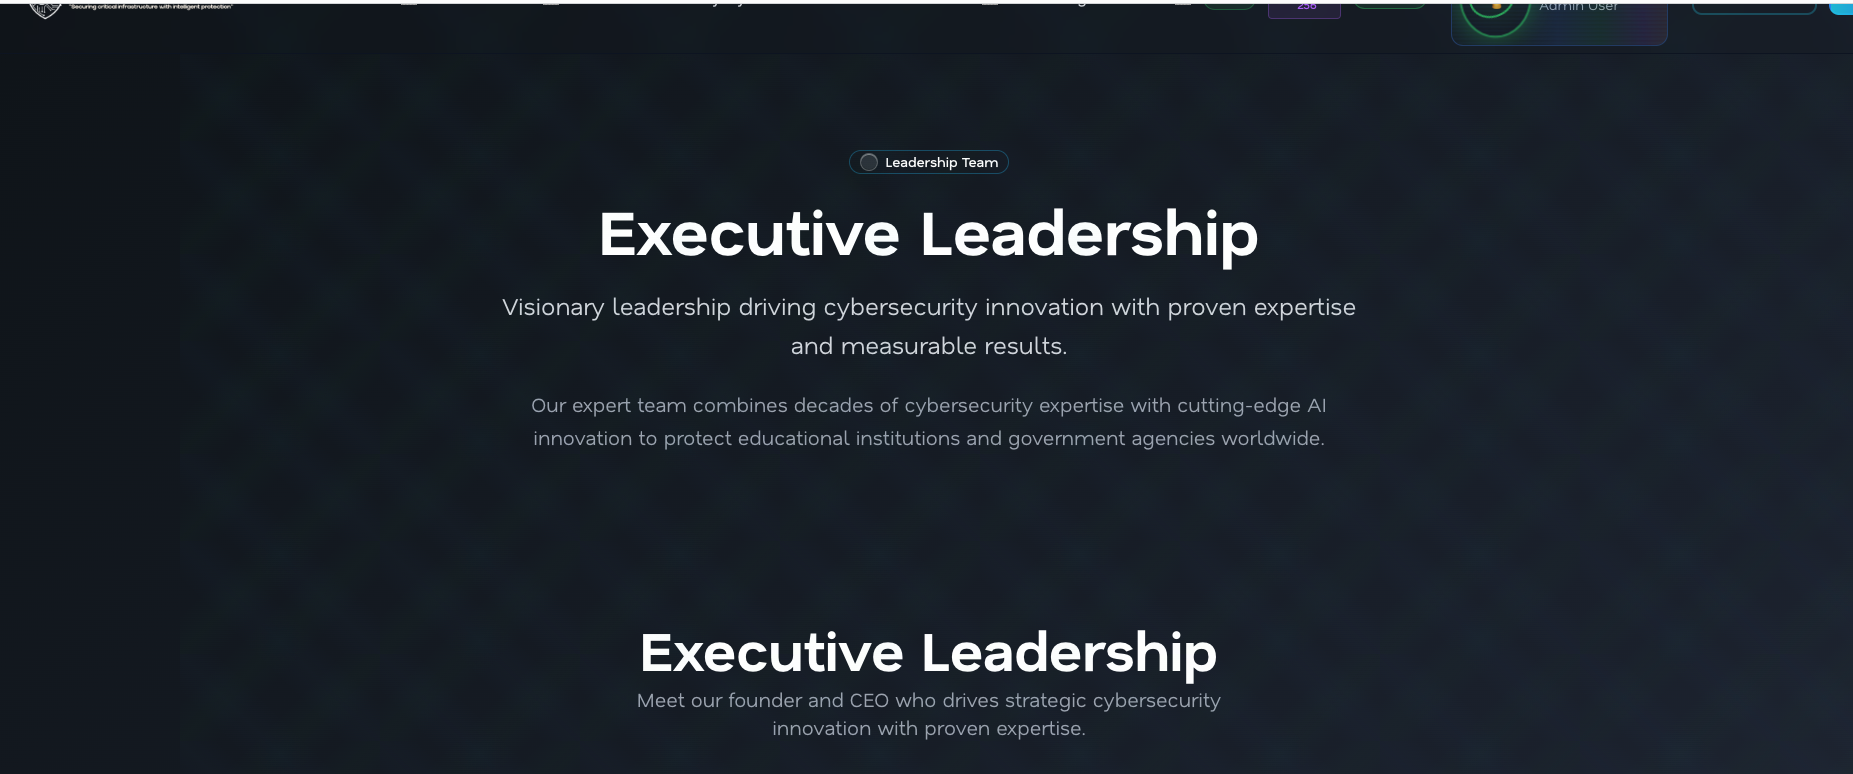 "Securing critical infrastructure with intelligent protection"
256
Admin User
Leadership Team
Executive Leadership
Visionary leadership driving cybersecurity innovation with proven expertise
and measurable results.
Our expert team combines decades of cybersecurity expertise with cutting-edge AI
innovation to protect educational institutions and government agencies worldwide.
Executive Leadership
Meet our founder and CEO who drives strategic cybersecurity
innovation with proven expertise.